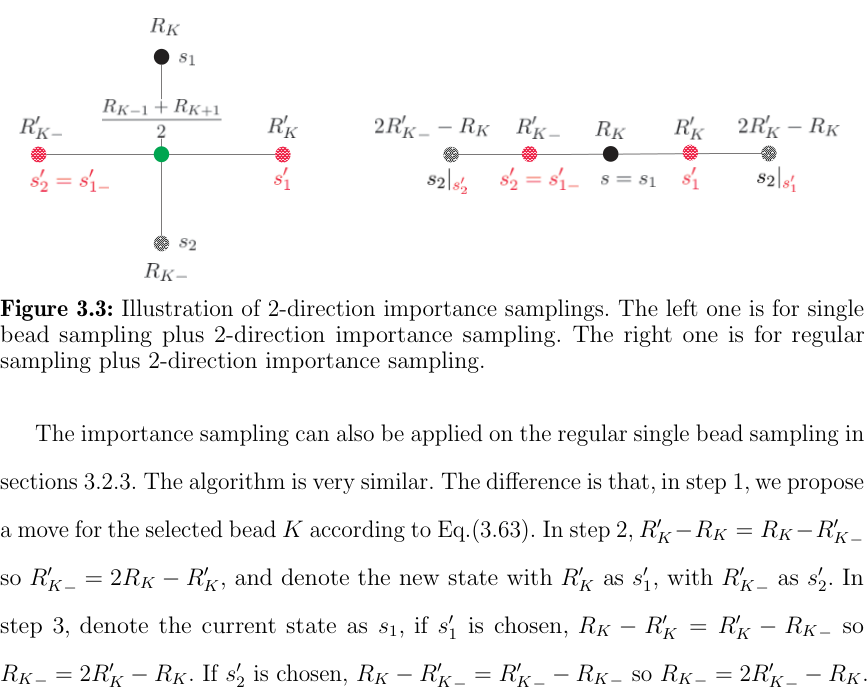 R_K
s_1
\frac{R_{K-1} + R_{K+1}}{2}
R'_{K-}
R'_K
s'_2 = s'_{1-}
s'_1
s_2
R_{K-}
2R'_{K-} − R_K R'_{K-} R_K R'_K 2R'_K − R_K
s_2|_{s'_2} s'_2 = s'_{1-} s = s_1 s'_1 s_2|_{s'_1}
Figure 3.3: Illustration of 2-direction importance samplings. The left one is for single
bead sampling plus 2-direction importance sampling. The right one is for regular
sampling plus 2-direction importance sampling.
The importance sampling can also be applied on the regular single bead sampling in
sections 3.2.3. The algorithm is very similar. The difference is that, in step 1, we propose
a move for the selected bead K according to Eq.(3.63). In step 2, R'_K − R_K = R_K − R'_{K-}
so R'_{K-} = 2R_K − R'_K, and denote the new state with R'_K as s'_1, with R'_{K-} as s'_2. In
step 3, denote the current state as s_1, if s'_1 is chosen, R_K − R'_K = R'_K − R_{K-} so
R_{K-} = 2R'_K − R_K. If s'_2 is chosen, R_K − R'_{K-} = R'_{K-} − R_{K-} so R_{K-} = 2R'_{K-} − R_K.